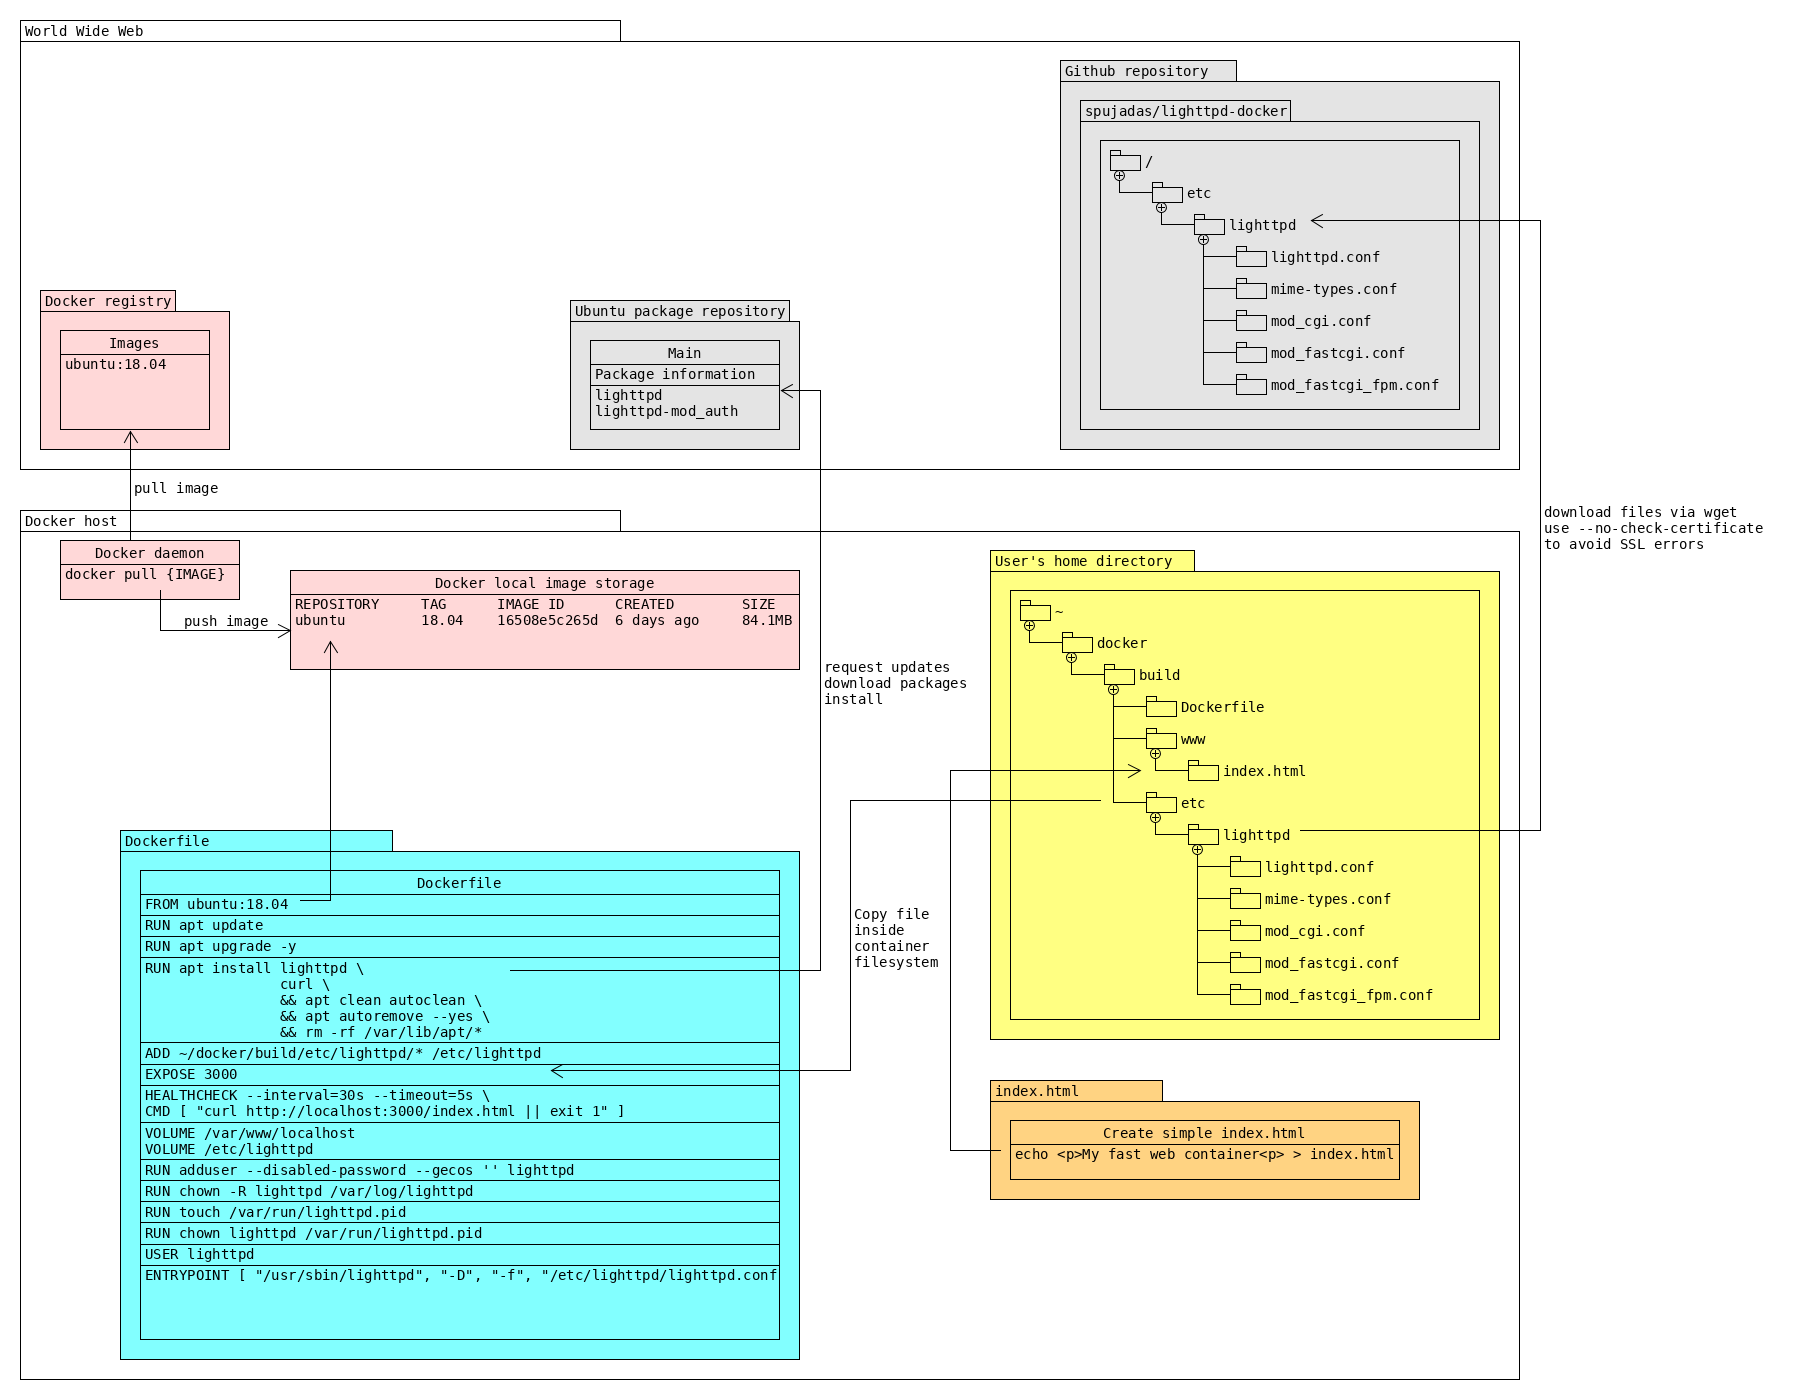 World Wide Web
Github repository
spujadas/lighttpd-docker
/
etc
lighttpd
lighttpd.conf
mime-types.conf
mod_cgi.conf
mod_fastcgi.conf
mod_fastcgi_fpm.conf
Docker registry
Images
ubuntu:18.04
Ubuntu package repository
Main
Package information
lighttpd
lighttpd-mod_auth
pull image
download files via wget
use --no-check-certificate
to avoid SSL errors
Docker host
Docker daemon
docker pull {IMAGE}
push image
Docker local image storage
REPOSITORY     TAG      IMAGE ID      CREATED        SIZE
ubuntu         18.04    16508e5c265d  6 days ago     84.1MB
request updates
download packages
install
User's home directory
~
docker
build
Dockerfile
www
index.html
etc
lighttpd
lighttpd.conf
mime-types.conf
mod_cgi.conf
mod_fastcgi.conf
mod_fastcgi_fpm.conf
Copy file
inside
container
filesystem
Dockerfile
Dockerfile
FROM ubuntu:18.04
RUN apt update
RUN apt upgrade -y
RUN apt install lighttpd \
curl \
&& apt clean autoclean \
&& apt autoremove --yes \
&& rm -rf /var/lib/apt/*
ADD ~/docker/build/etc/lighttpd/* /etc/lighttpd
EXPOSE 3000
HEALTHCHECK --interval=30s --timeout=5s \
CMD [ "curl http://localhost:3000/index.html || exit 1" ]
VOLUME /var/www/localhost
VOLUME /etc/lighttpd
RUN adduser --disabled-password --gecos '' lighttpd
RUN chown -R lighttpd /var/log/lighttpd
RUN touch /var/run/lighttpd.pid
RUN chown lighttpd /var/run/lighttpd.pid
USER lighttpd
ENTRYPOINT [ "/usr/sbin/lighttpd", "-D", "-f", "/etc/lighttpd/lighttpd.conf
index.html
Create simple index.html
echo <p>My fast web container<p> > index.html